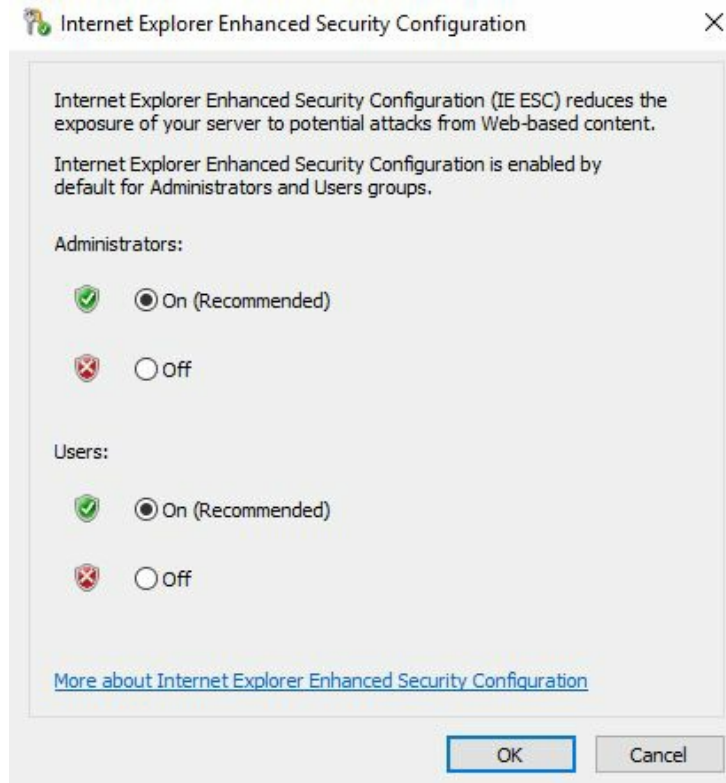 Internet Explorer Enhanced Security Configuration
Internet Explorer Enhanced Security Configuration (IE ESC) reduces the
exposure of your server to potential attacks from Web-based content.
Internet Explorer Enhanced Security Configuration is enabled by
default for Administrators and Users groups.
Administrators:
On (Recommended)
Off
Users:
On (Recommended)
Off
More about Internet Explorer Enhanced Security Configuration
OK Cancel